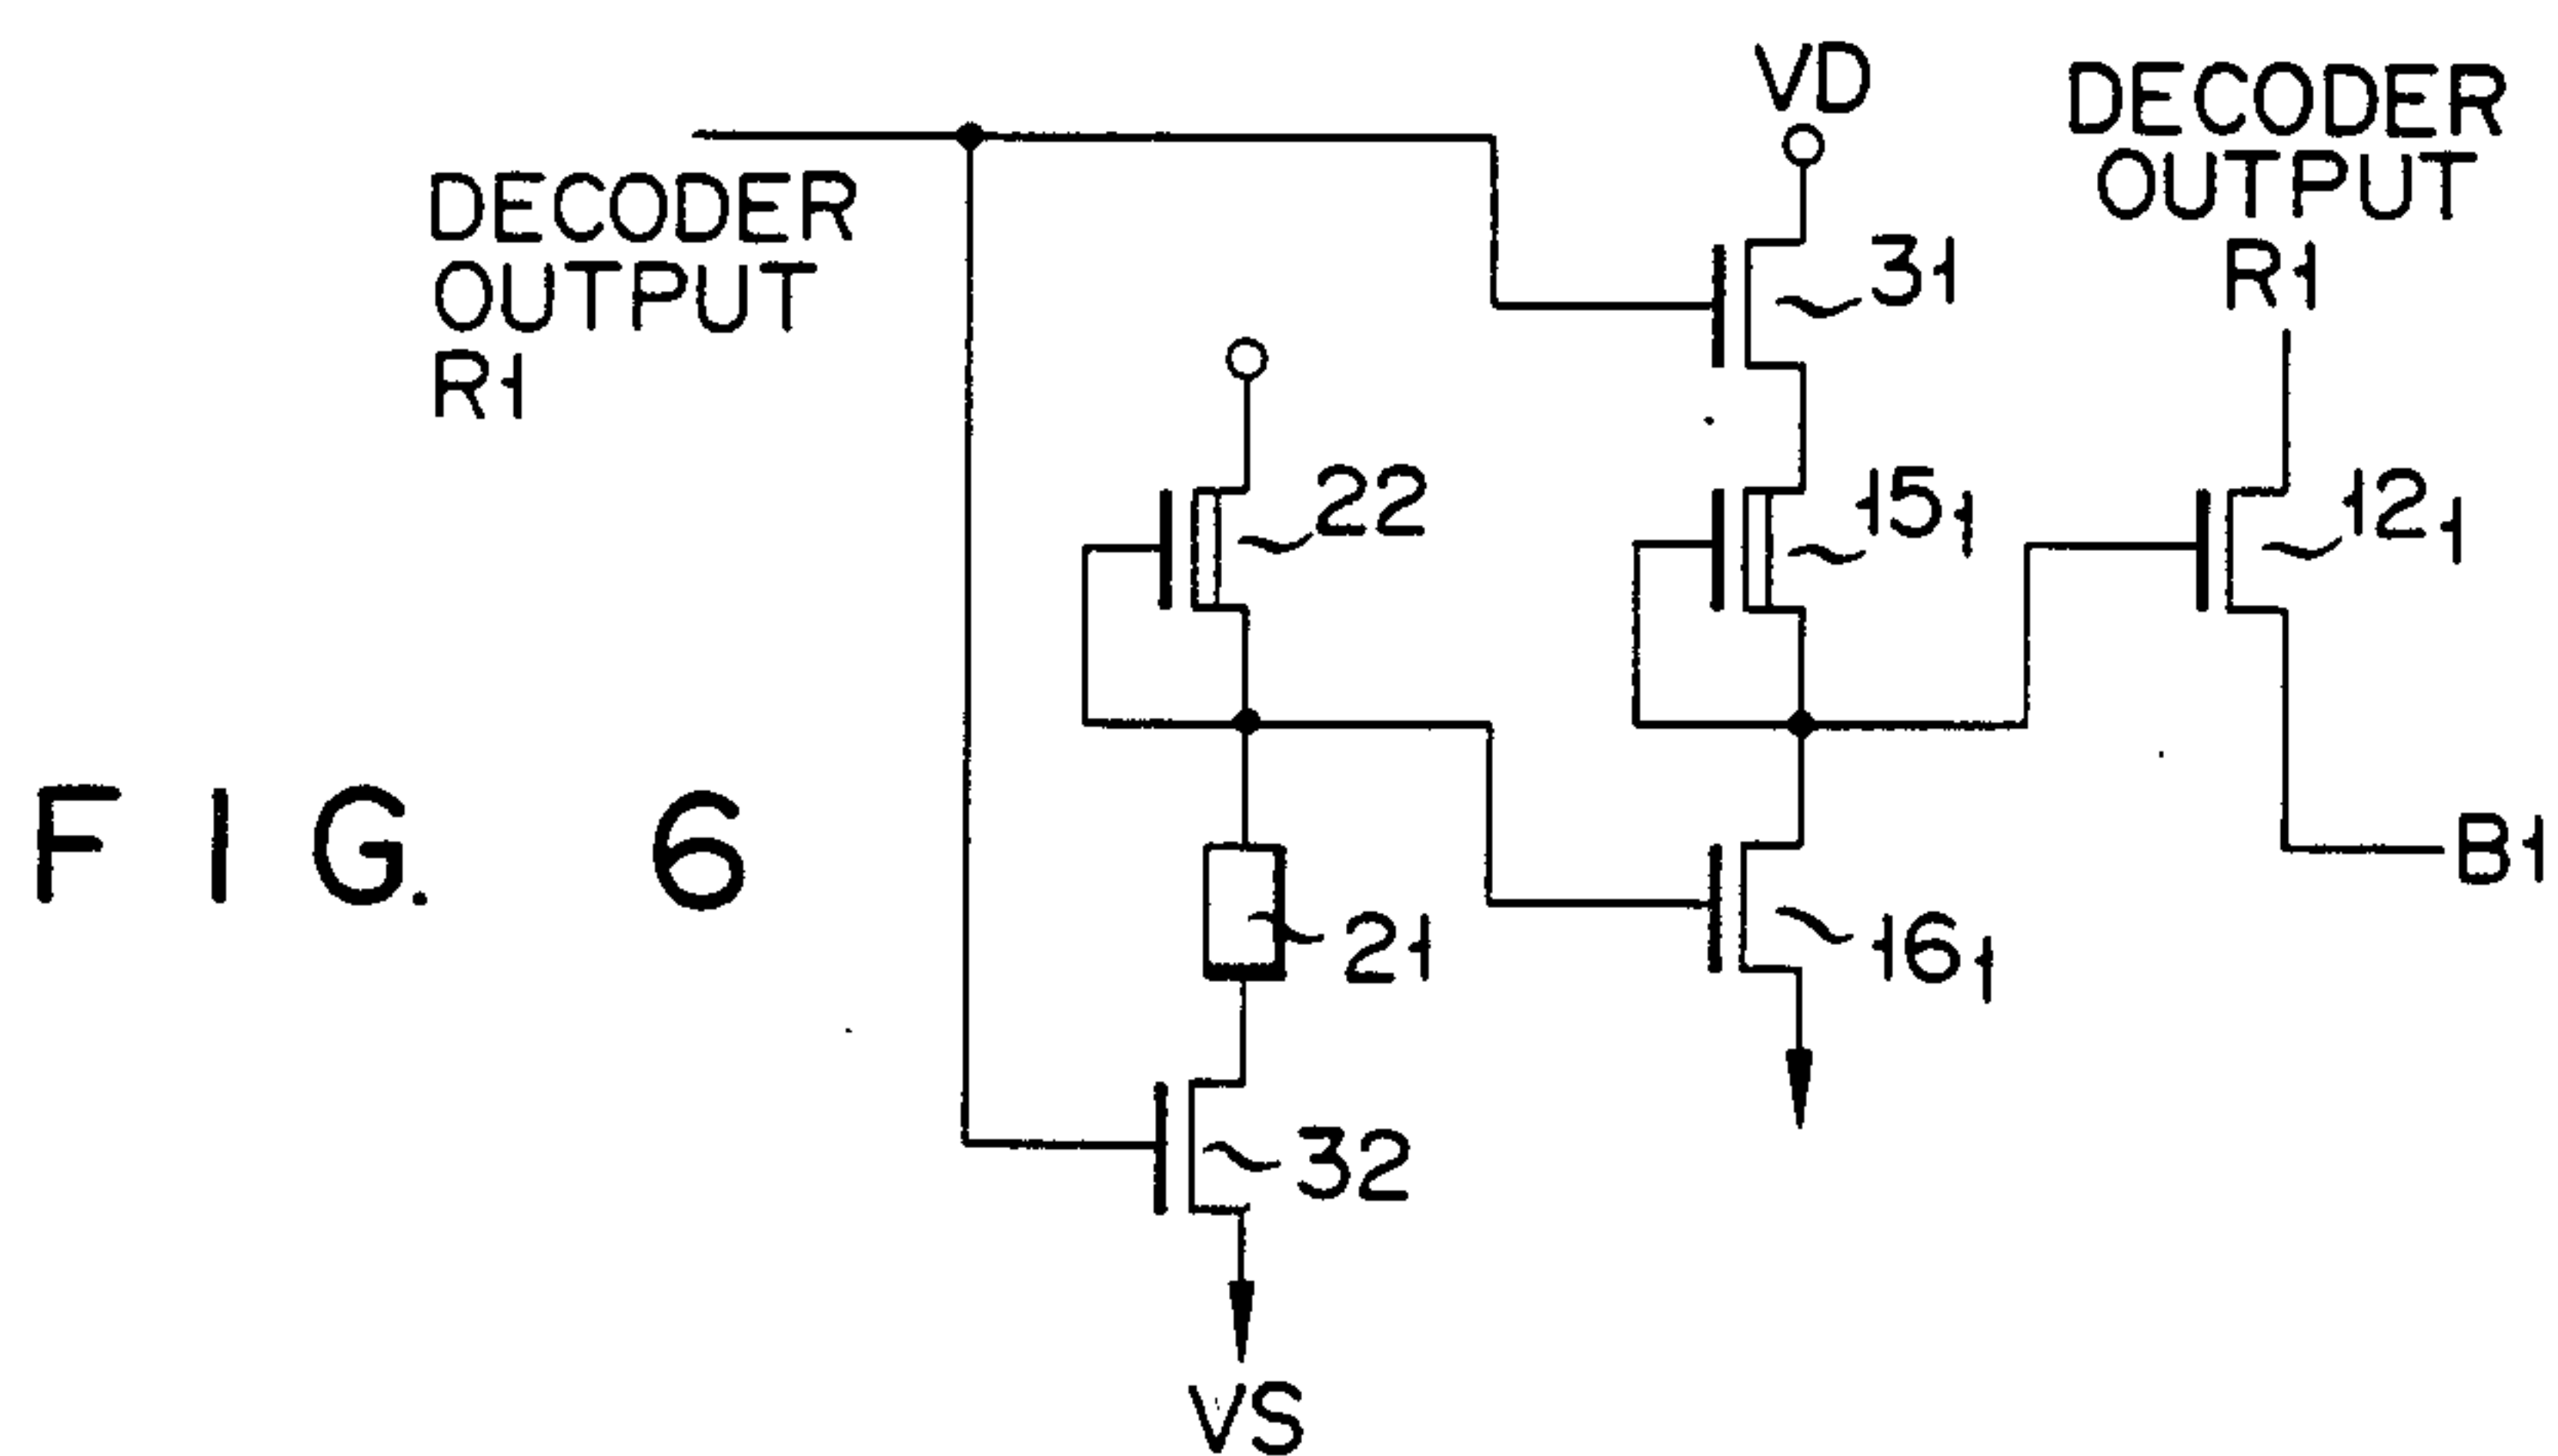 VD
DECODER
OUTPUT
R1
DECODER
OUTPUT
R1
31
22
15₁
12₁
FIG. 6
B1
21
16₁
32
VS